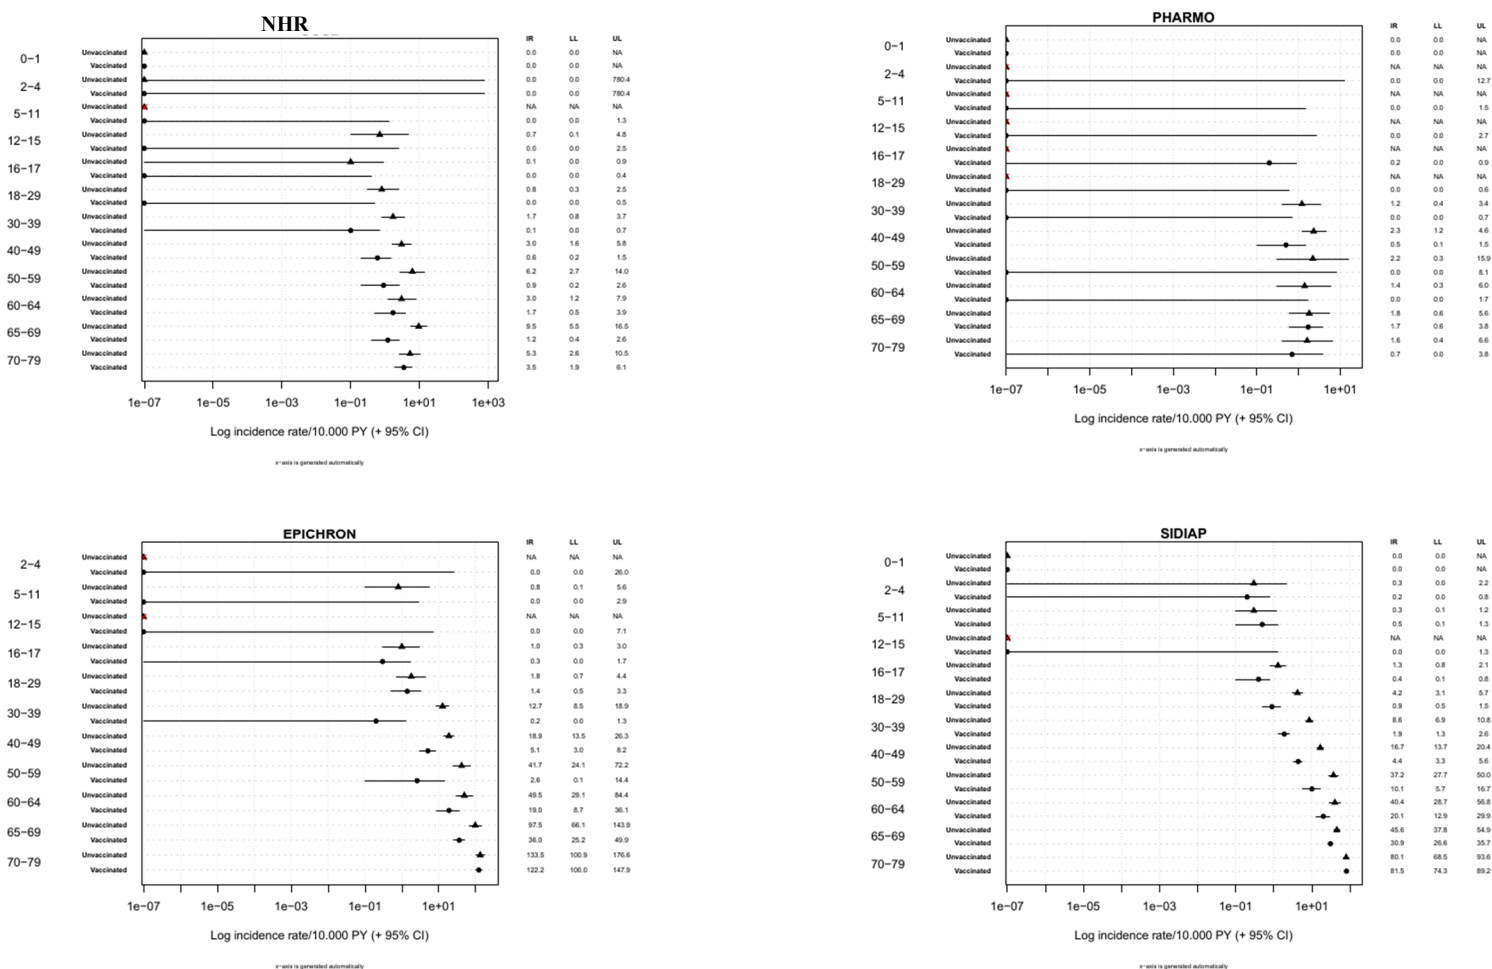 NHR
IR LL UL
0−1
Unvaccinated 0.0 0.0 NA
Vaccinated 0.0 0.0 NA
2−4
Unvaccinated 0.0 0.0 780.4
Vaccinated 0.0 0.0 780.4
5−11
Unvaccinated NA NA NA
Vaccinated 0.0 0.0 1.3
12−15
Unvaccinated 0.7 0.1 4.8
Vaccinated 0.0 0.0 2.5
16−17
Unvaccinated 0.1 0.0 0.9
Vaccinated 0.0 0.0 0.4
18−29
Unvaccinated 0.8 0.3 2.5
Vaccinated 0.0 0.0 0.5
30−39
Unvaccinated 1.7 0.8 3.7
Vaccinated 0.1 0.0 0.7
40−49
Unvaccinated 3.0 1.6 5.8
Vaccinated 0.6 0.2 1.5
50−59
Unvaccinated 6.2 2.7 14.0
Vaccinated 0.9 0.2 2.6
60−64
Unvaccinated 3.0 1.2 7.9
Vaccinated 1.7 0.5 3.9
65−69
Unvaccinated 9.5 5.5 16.5
Vaccinated 1.2 0.4 2.6
70−79
Unvaccinated 5.3 2.6 10.5
Vaccinated 3.5 1.9 6.1
1e−07 1e−05 1e−03 1e−01 1e+01 1e+03
Log incidence rate/10.000 PY (+ 95% CI)
x−axis is generated automatically
PHARMO
IR LL UL
0−1
Unvaccinated 0.0 0.0 NA
Vaccinated 0.0 0.0 NA
2−4
Unvaccinated NA NA NA
Vaccinated 0.0 0.0 12.7
5−11
Unvaccinated NA NA NA
Vaccinated 0.0 0.0 1.5
12−15
Unvaccinated NA NA NA
Vaccinated 0.0 0.0 2.7
16−17
Unvaccinated NA NA NA
Vaccinated 0.2 0.0 0.9
18−29
Unvaccinated NA NA NA
Vaccinated 0.0 0.0 0.6
30−39
Unvaccinated 1.2 0.4 3.4
Vaccinated 0.0 0.0 0.7
40−49
Unvaccinated 2.3 1.2 4.6
Vaccinated 0.5 0.1 1.5
50−59
Unvaccinated 2.2 0.3 15.9
Vaccinated 0.0 0.0 8.1
60−64
Unvaccinated 1.4 0.3 6.0
Vaccinated 0.0 0.0 1.7
65−69
Unvaccinated 1.8 0.6 5.6
Vaccinated 1.7 0.6 3.8
70−79
Unvaccinated 1.6 0.4 6.6
Vaccinated 0.7 0.0 3.8
1e−07 1e−05 1e−03 1e−01 1e+01
Log incidence rate/10.000 PY (+ 95% CI)
x−axis is generated automatically
EPICHRON
IR LL UL
2−4
Unvaccinated NA NA NA
Vaccinated 0.0 0.0 26.0
5−11
Unvaccinated 0.8 0.1 5.6
Vaccinated 0.0 0.0 2.9
12−15
Unvaccinated NA NA NA
Vaccinated 0.0 0.0 7.1
16−17
Unvaccinated 1.0 0.3 3.0
Vaccinated 0.3 0.0 1.7
18−29
Unvaccinated 1.8 0.7 4.4
Vaccinated 1.4 0.5 3.3
30−39
Unvaccinated 12.7 8.5 18.9
Vaccinated 0.2 0.0 1.3
40−49
Unvaccinated 18.9 13.5 26.3
Vaccinated 5.1 3.0 8.2
50−59
Unvaccinated 41.7 24.1 72.2
Vaccinated 2.6 0.1 14.4
60−64
Unvaccinated 49.5 29.1 84.4
Vaccinated 19.0 8.7 36.1
65−69
Unvaccinated 97.5 66.1 143.9
Vaccinated 36.0 25.2 49.9
70−79
Unvaccinated 133.5 100.9 176.6
Vaccinated 122.2 100.0 147.9
1e−07 1e−05 1e−03 1e−01 1e+01
Log incidence rate/10.000 PY (+ 95% CI)
x−axis is generated automatically
SIDIAP
IR LL UL
0−1
Unvaccinated 0.0 0.0 NA
Vaccinated 0.0 0.0 NA
2−4
Unvaccinated 0.3 0.0 2.2
Vaccinated 0.2 0.0 0.8
5−11
Unvaccinated 0.3 0.1 1.2
Vaccinated 0.5 0.1 1.3
12−15
Unvaccinated NA NA NA
Vaccinated 0.0 0.0 1.3
16−17
Unvaccinated 1.3 0.8 2.1
Vaccinated 0.4 0.1 0.8
18−29
Unvaccinated 4.2 3.1 5.7
Vaccinated 0.9 0.5 1.5
30−39
Unvaccinated 8.6 6.9 10.8
Vaccinated 1.9 1.3 2.6
40−49
Unvaccinated 16.7 13.7 20.4
Vaccinated 4.4 3.3 5.6
50−59
Unvaccinated 37.2 27.7 50.0
Vaccinated 10.1 5.7 16.7
60−64
Unvaccinated 40.4 28.7 56.8
Vaccinated 20.1 12.9 29.9
65−69
Unvaccinated 45.6 37.8 54.9
Vaccinated 30.9 26.6 35.7
70−79
Unvaccinated 80.1 68.5 93.6
Vaccinated 81.5 74.3 89.2
1e−07 1e−05 1e−03 1e−01 1e+01
Log incidence rate/10.000 PY (+ 95% CI)
x−axis is generated automatically